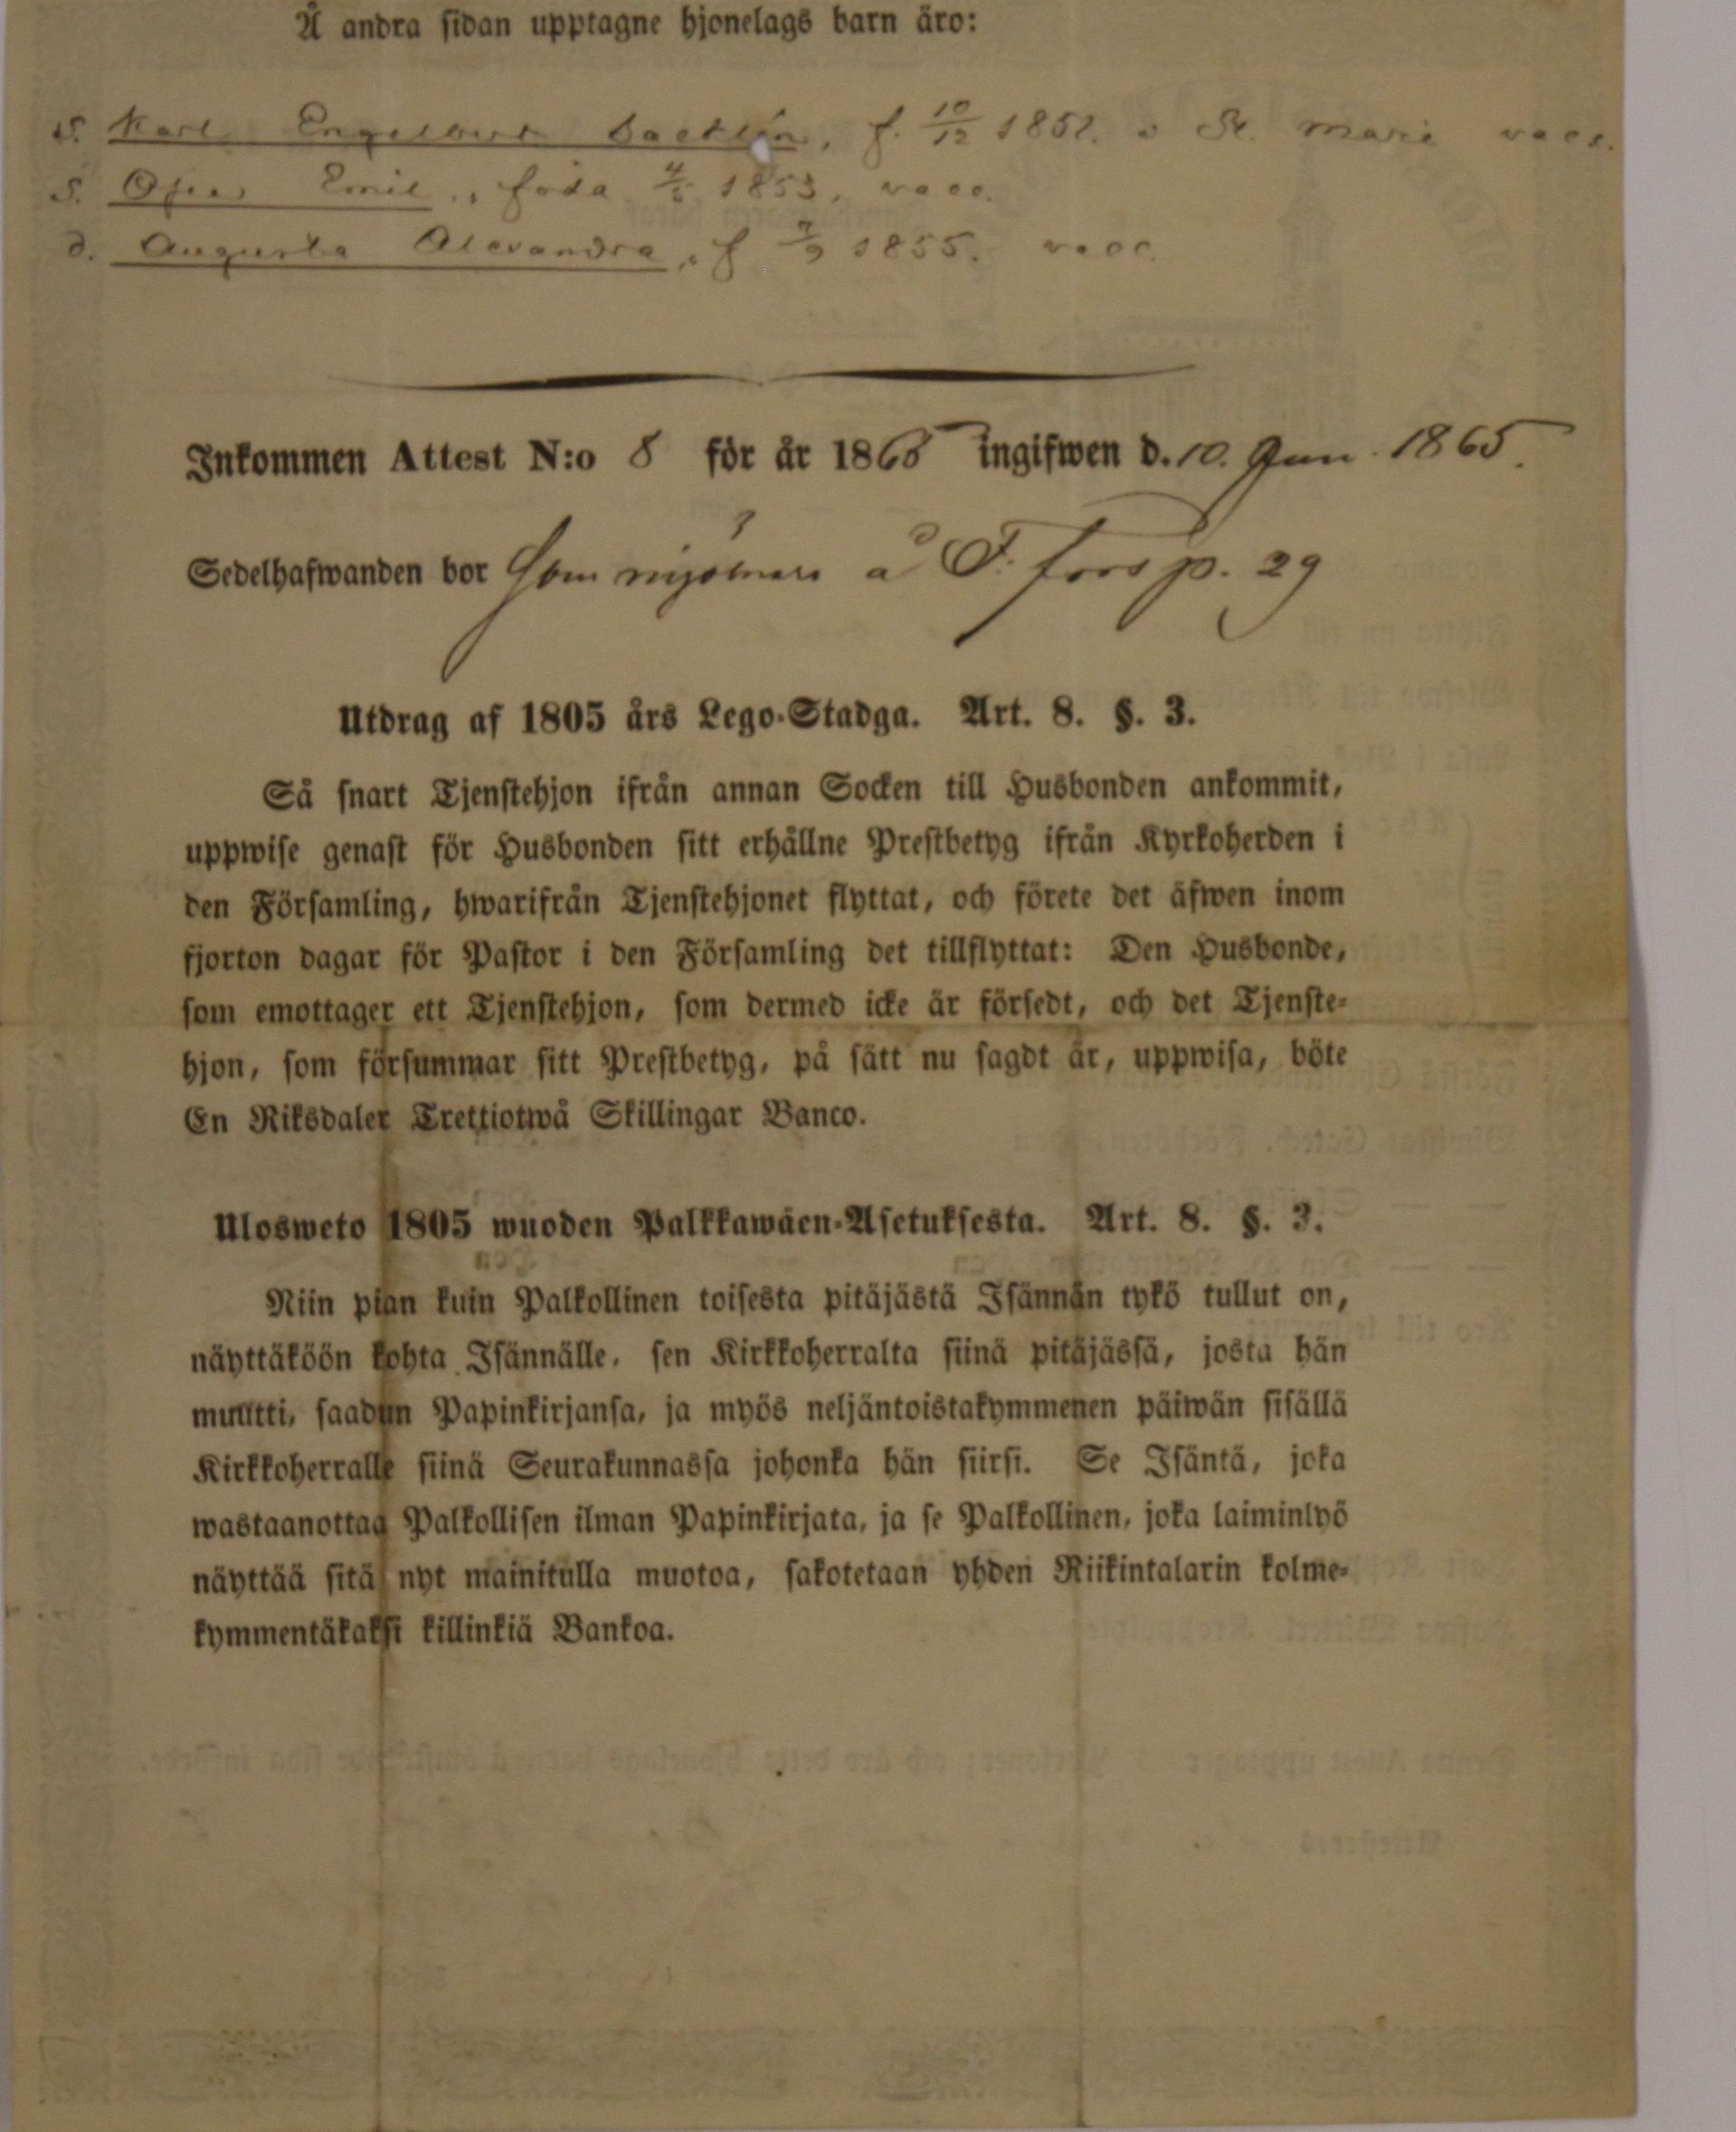 Å andra sidan upptagne hjonelags barn äro:
S. Karl Engelbert, f. 10/12 1851. St. Marie vacc.
S. Emil, föda 4/5 1853, vacc.
d. Augusta Alexandra, f 7/9 1855. vacc.
Inkommen Attest N:o 8 för år 1865 ingifwen d. 10. Jun. 1865.
Sedelhafwanden bor som mjölnare å F. fors p. 29
Utdrag af 1805 års Lego-Stadga. Art. 8. §. 3.
Så snart Tjenstehjon ifrån annan Socken till Husbonden ankommit,
uppwise genast för Husbonden sitt erhållne Prestbetyg ifrån Kyrkoherden i
den Församling, hwarifrån Tjenstehjonet flyttat, och förete det äfwen inom
fjorton dagar för Pastor i den Församling det tillflyttat: Den Husbonde,
som emottager ett Tjenstehjon, som dermed icke är försedt, och det Tjenste-
hjon, som försummar sitt Prestbetyg, på sätt nu sagdt är, uppwisa, böte
En Riksdaler Trettiotwå Skillingar Banco.
Ulosweto 1805 wuoden Palkkawäen-Asetuksesta. Art. 8. §. 3.
Niin pian kuin Palkollinen toisesta pitäjästä Isännän tykö tullut on,
näyttäköön kohta Isännälle, sen Kirkkoherralta siinä pitäjässä, josta hän
muutti, saadun Papinkirjansa, ja myös neljäntoistakymmenen päiwän sisällä
Kirkkoherralle siinä Seurakunnassa johonka hän siirsi. Se Isäntä, joka
wastaanottaa Palkollisen ilman Papinkirjata, ja se Palkollinen, joka laiminlyö
näyttää sitä nyt mainitulla muotoa, sakotetaan yhden Riikintalarin kolme-
kymmentäkaksi killinkiä Bankoa.